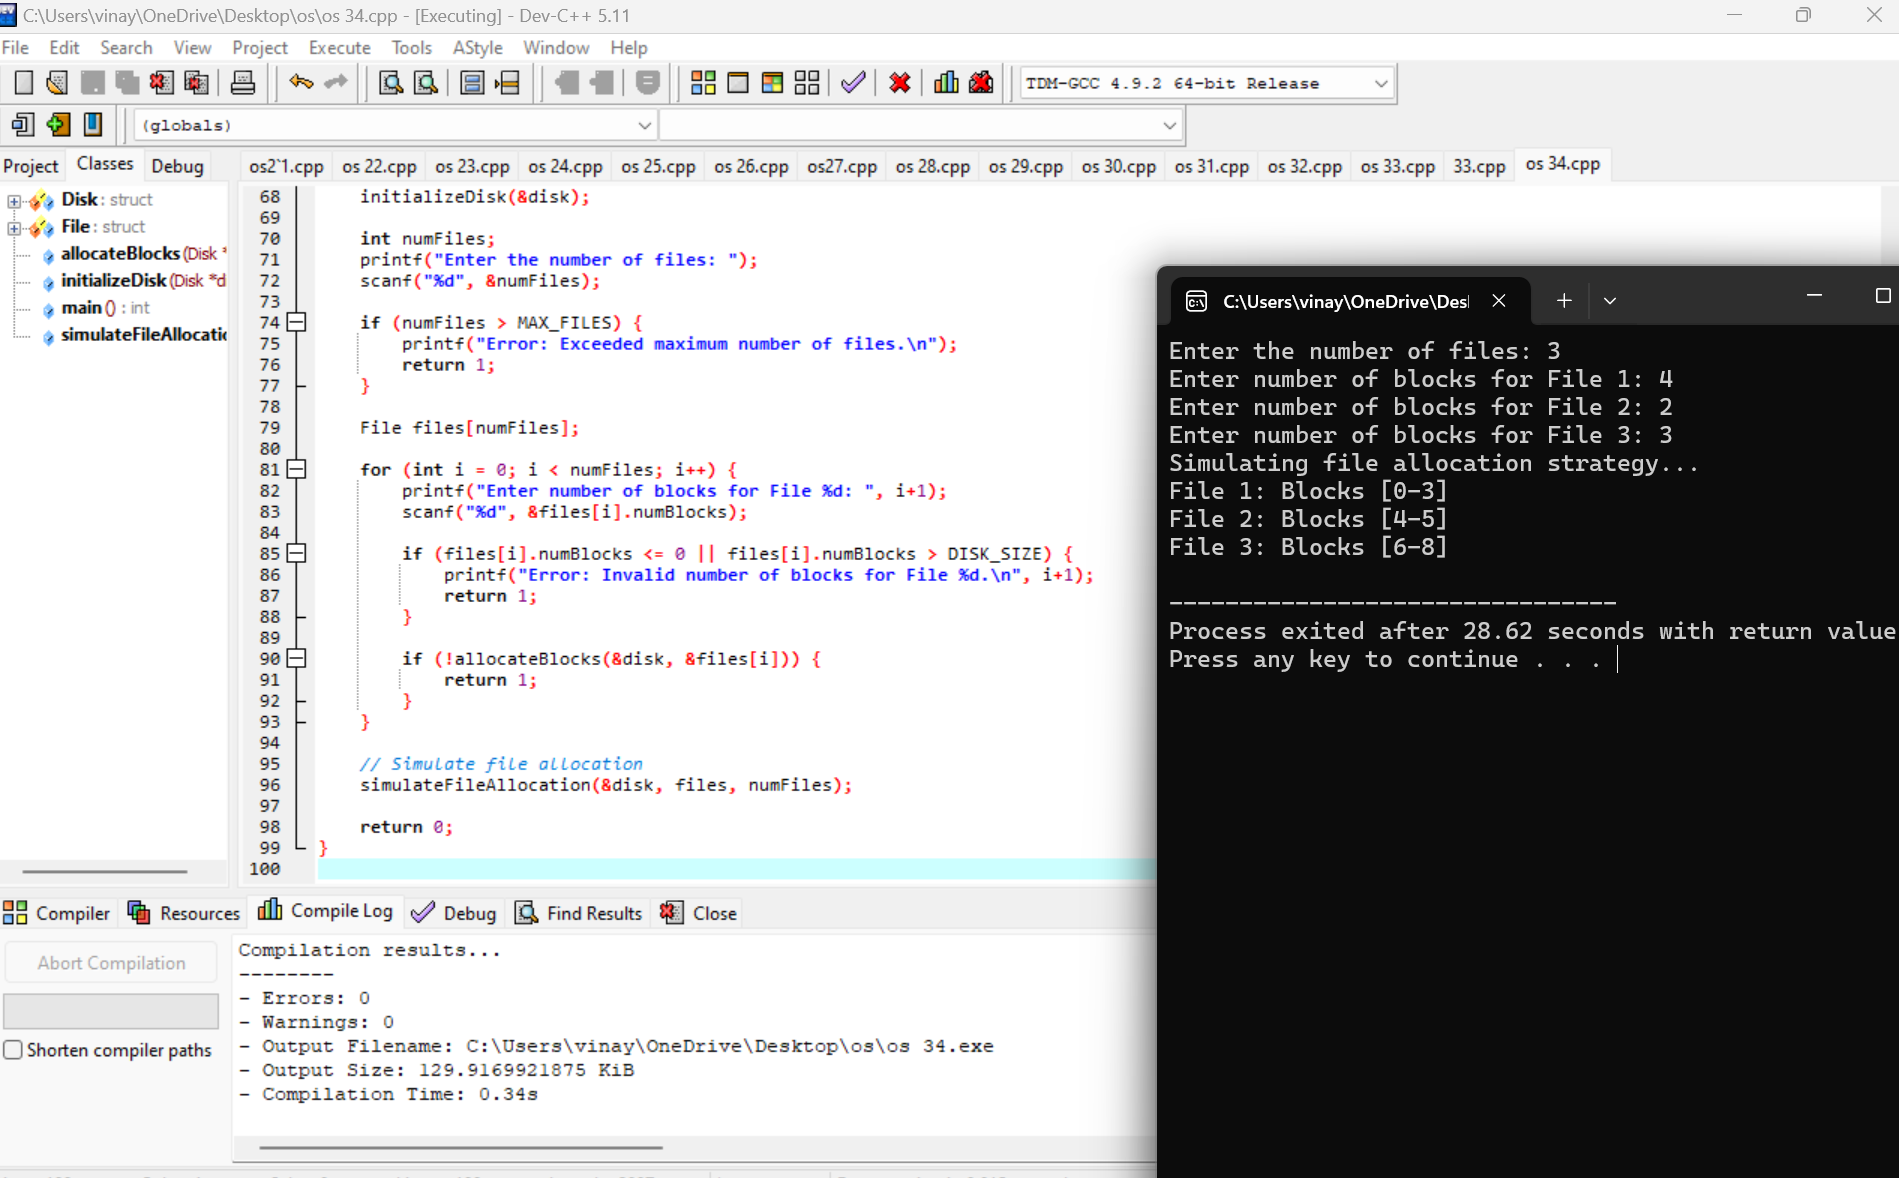 C:\Users\vinay\OneDrive\Desktop\os\os 34.cpp - [Executing] - Dev-C++ 5.11
File Edit Search View Project Execute Tools AStyle Window Help
TDM-GCC 4.9.2 64-bit Release
(globals)
Project Classes Debug
os2`1.cpp os 22.cpp os 23.cpp os 24.cpp os 25.cpp os 26.cpp os27.cpp os 28.cpp os 29.cpp os 30.cpp os 31.cpp os 32.cpp os 33.cpp 33.cpp os 34.cpp
Disk : struct
File : struct
allocateBlocks (Disk *
initializeDisk (Disk *d
main () : int
simulateFileAllocatio
68 initializeDisk(&disk);
69
70 int numFiles;
71 printf("Enter the number of files: ");
72 scanf("%d", &numFiles);
73
74 if (numFiles > MAX_FILES) {
75 printf("Error: Exceeded maximum number of files.\n");
76 return 1;
77 }
78
79 File files[numFiles];
80
81 for (int i = 0; i < numFiles; i++) {
82 printf("Enter number of blocks for File %d: ", i+1);
83 scanf("%d", &files[i].numBlocks);
84
85 if (files[i].numBlocks <= 0 || files[i].numBlocks > DISK_SIZE) {
86 printf("Error: Invalid number of blocks for File %d.\n", i+1);
87 return 1;
88 }
89
90 if (!allocateBlocks(&disk, &files[i])) {
91 return 1;
92 }
93 }
94
95 // Simulate file allocation
96 simulateFileAllocation(&disk, files, numFiles);
97
98 return 0;
99 }
100
C:\Users\vinay\OneDrive\Des
Enter the number of files: 3
Enter number of blocks for File 1: 4
Enter number of blocks for File 2: 2
Enter number of blocks for File 3: 3
Simulating file allocation strategy...
File 1: Blocks [0-3]
File 2: Blocks [4-5]
File 3: Blocks [6-8]
--------------------------------
Process exited after 28.62 seconds with return value
Press any key to continue . . .
Compiler Resources Compile Log Debug Find Results Close
Abort Compilation
Shorten compiler paths
Compilation results...
--------
- Errors: 0
- Warnings: 0
- Output Filename: C:\Users\vinay\OneDrive\Desktop\os\os 34.exe
- Output Size: 129.9169921875 KiB
- Compilation Time: 0.34s